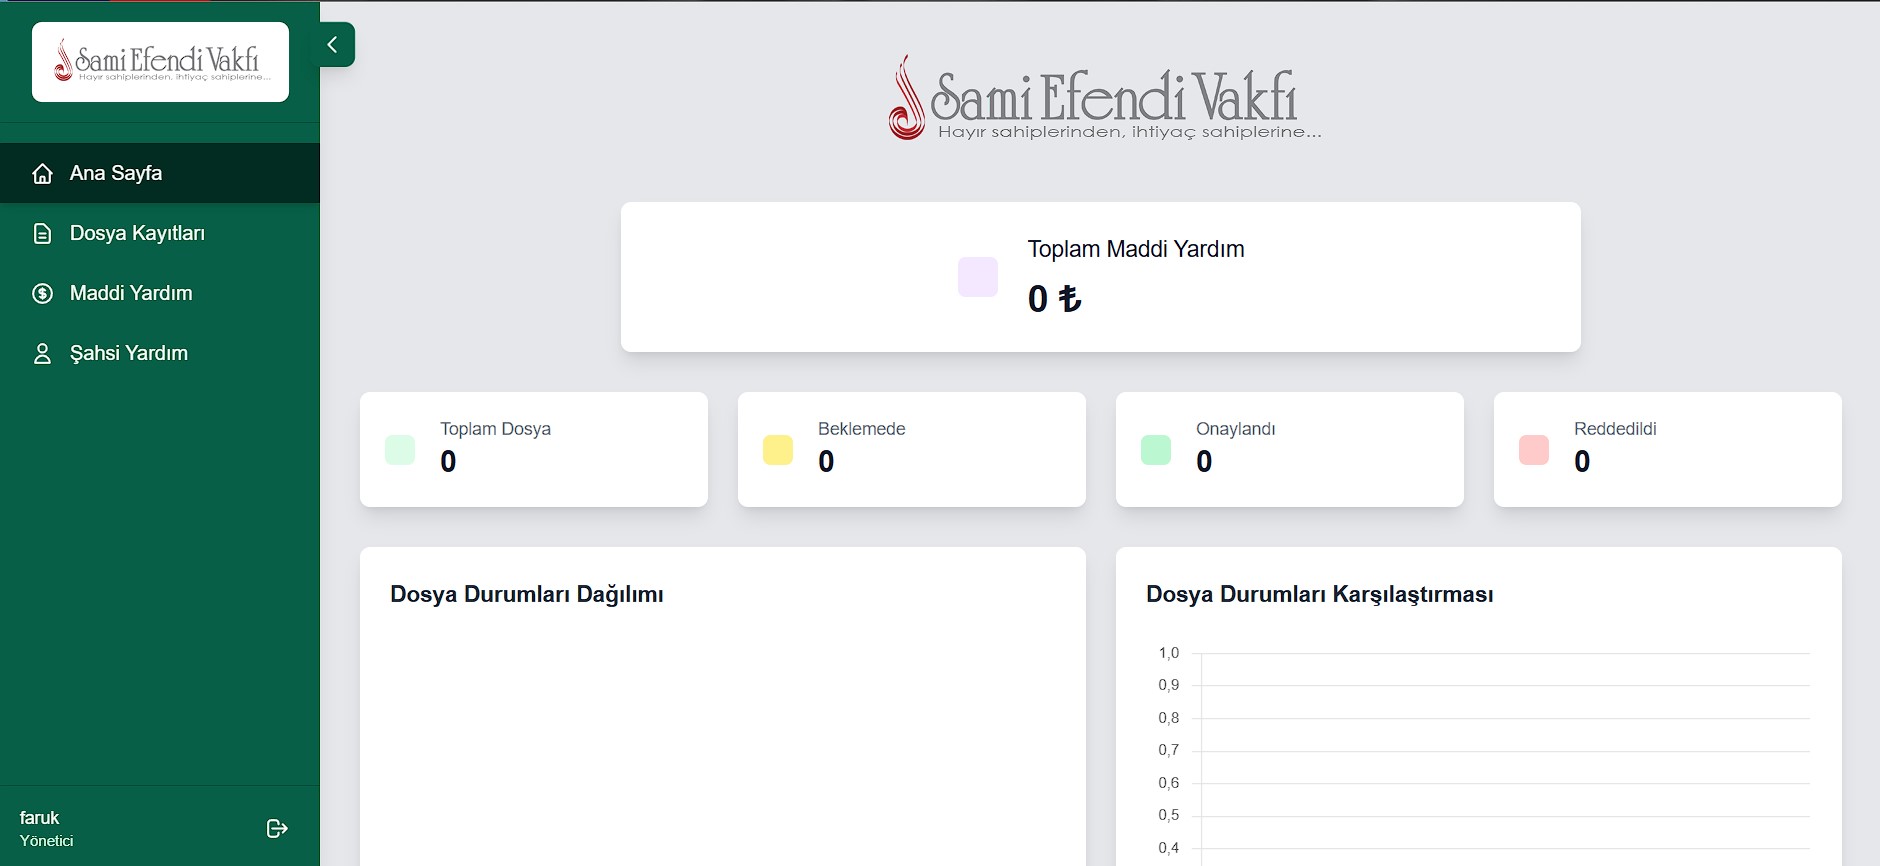 Sami Efendi Vakfi
Hayır sahiplerinden, ihtiyaç sahiplerine...
Ana Sayfa
Dosya Kayıtları
Maddi Yardım
Şahsi Yardım
faruk
Yönetici
Sami Efendi Vakfi
Hayır sahiplerinden, ihtiyaç sahiplerine...
Toplam Maddi Yardım
0 ₺
Toplam Dosya
0
Beklemede
0
Onaylandı
0
Reddedildi
0
Dosya Durumları Dağılımı
Dosya Durumları Karşılaştırması
1,0
0,9
0,8
0,7
0,6
0,5
0,4